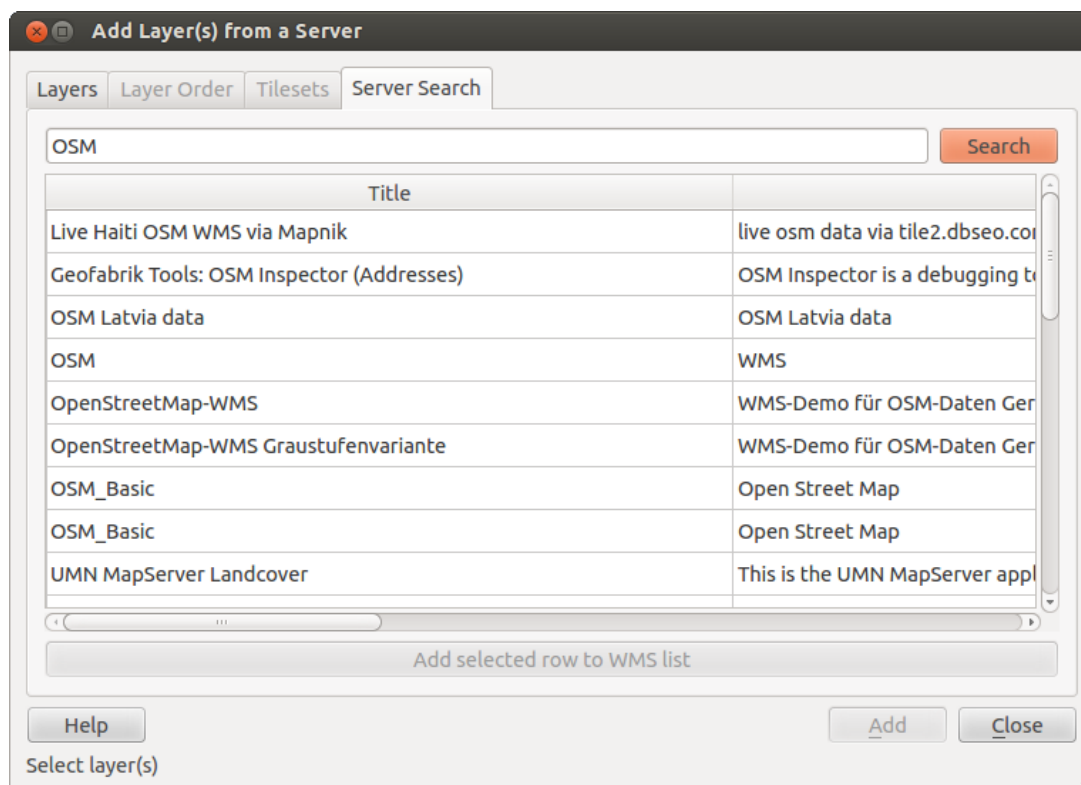 Add Layer(s) from a Server
Layers Layer Order Tilesets Server Search
OSM Search
Title
Live Haiti OSM WMS via Mapnik live osm data via
Geofabrik Tools: OSM Inspector (Addresses) OSM Inspector is a debugging
OSM Latvia data OSM Latvia data
OSM WMS
OpenStreetMap-WMS WMS-Demo für OSM-Daten Ger
OpenStreetMap-WMS Graustufenvariante WMS-Demo für OSM-Daten Ger
OSM_Basic Open Street Map
OSM_Basic Open Street Map
UMN MapServer Landcover This is the UMN MapServer appl
Add selected row to WMS list
Help Add Close
Select layer(s)